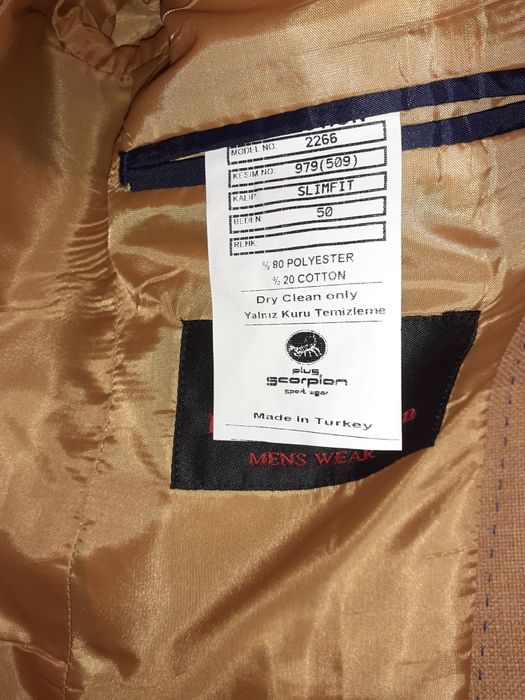 MODEL NO: 2266
KESIM NO: 979(509)
KALIP: SLIMFIT
BEDEN: 50
RENK:
% 80 POLYESTER
% 20 COTTON
Dry Clean only
Yalnız Kuru Temizleme
plus
scorpion
sport wear
Made in Turkey
MENS WEAR